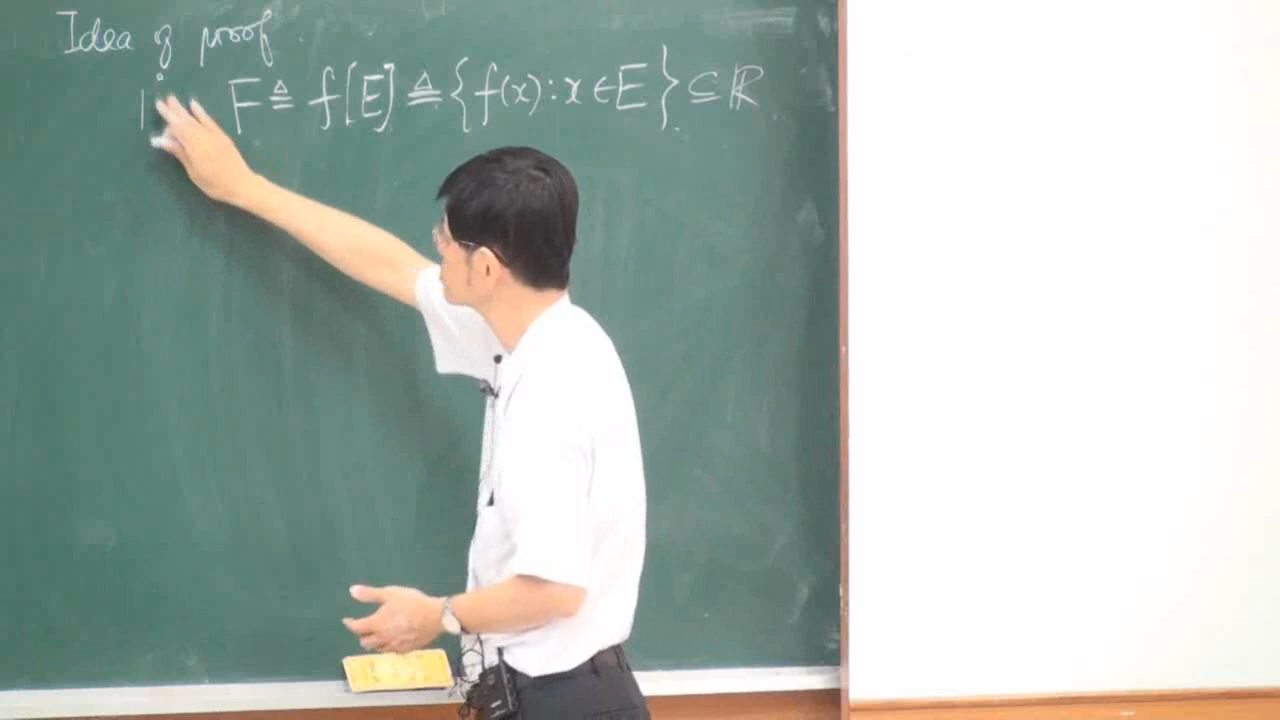 Idea of proof.
1° F ≜ f[E] ≜ {f(x): x∈E} ⊆ ℝ